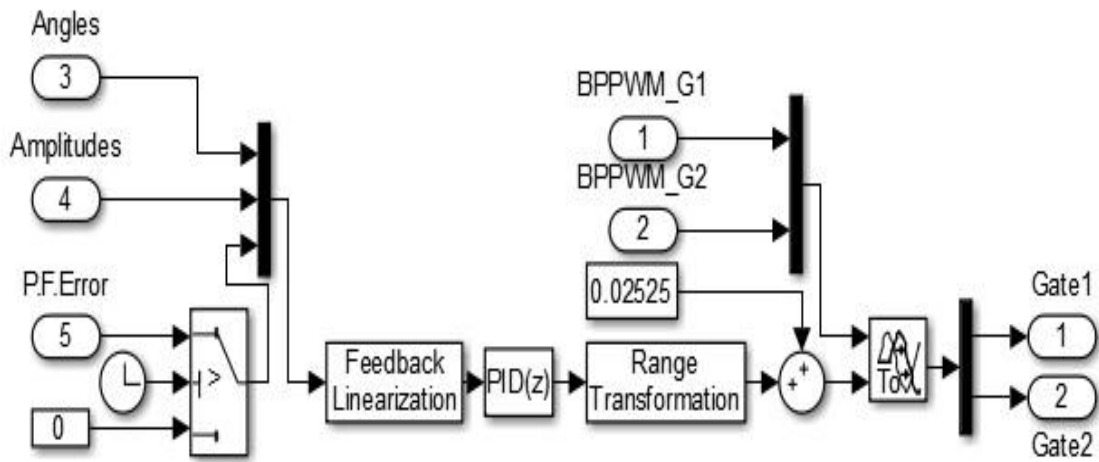 Angles
3
Amplitudes
4
P.F.Error
5
>
0
Feedback
Linearization
PID(z)
Range
Transformation
BPPWM_G1
1
BPPWM_G2
2
0.02525
+ +
To
Gate1
1
2
Gate2